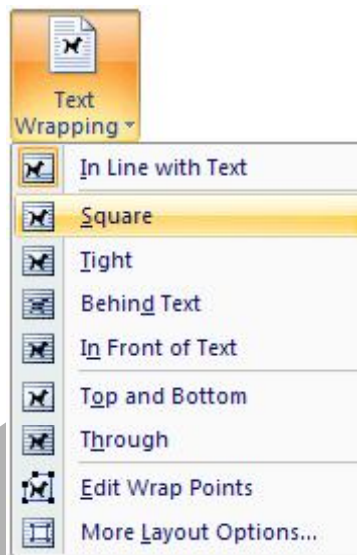 Text
Wrapping
In Line with Text
Square
Tight
Behind Text
In Front of Text
Top and Bottom
Through
Edit Wrap Points
More Layout Options...